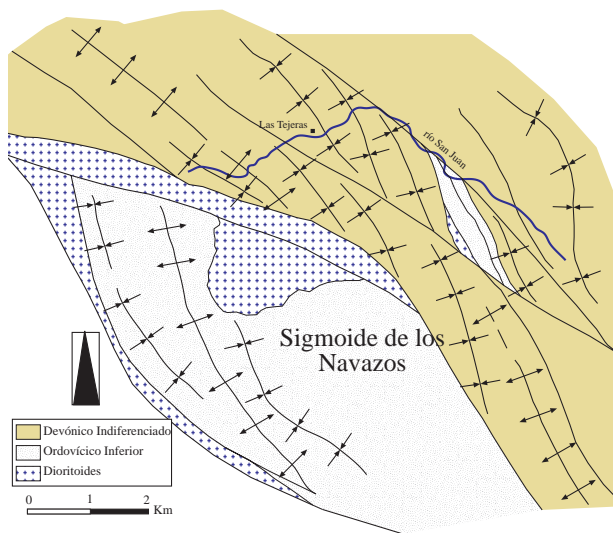 Las Tejeras
río San Juan
Sigmoide de los
Navazos
Devónico Indiferenciado
Ordovícico Inferior
Dioritoides
0 1 2
Km